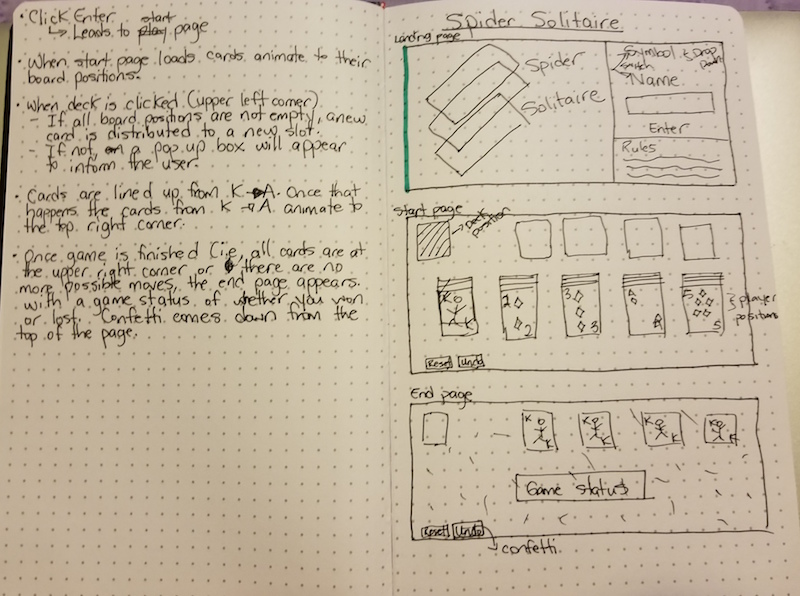 • Click Enter
↳ Leads to start page
• When start page loads cards animate to their
board positions.
• When deck is clicked (upper left corner)
- If all board positions are not empty, a new
card is distributed to a new slot.
- If not, a pop up box will appear
to inform the user.
• Cards are lined up from K → A. Once that
happens the cards from K → A animate to
the top right corner.
• Once game is finished (i.e, all cards are at
the upper right corner or there are no
more possible moves, the end page appears.
with a game status of whether you won
or lost. Confetti comes down from the
top of the page.
Spider Solitaire
Landing page
Spider
Solitaire
Symbol
switch
Drop
down
Name
Enter
Rules
Start page
Deck
position
K
K
2
2
3
3
A
A
5
5
player
positions
Reset
Undo
End page
K
K
K
K
K
K
K
K
Game status
Reset
Undo
→ confetti